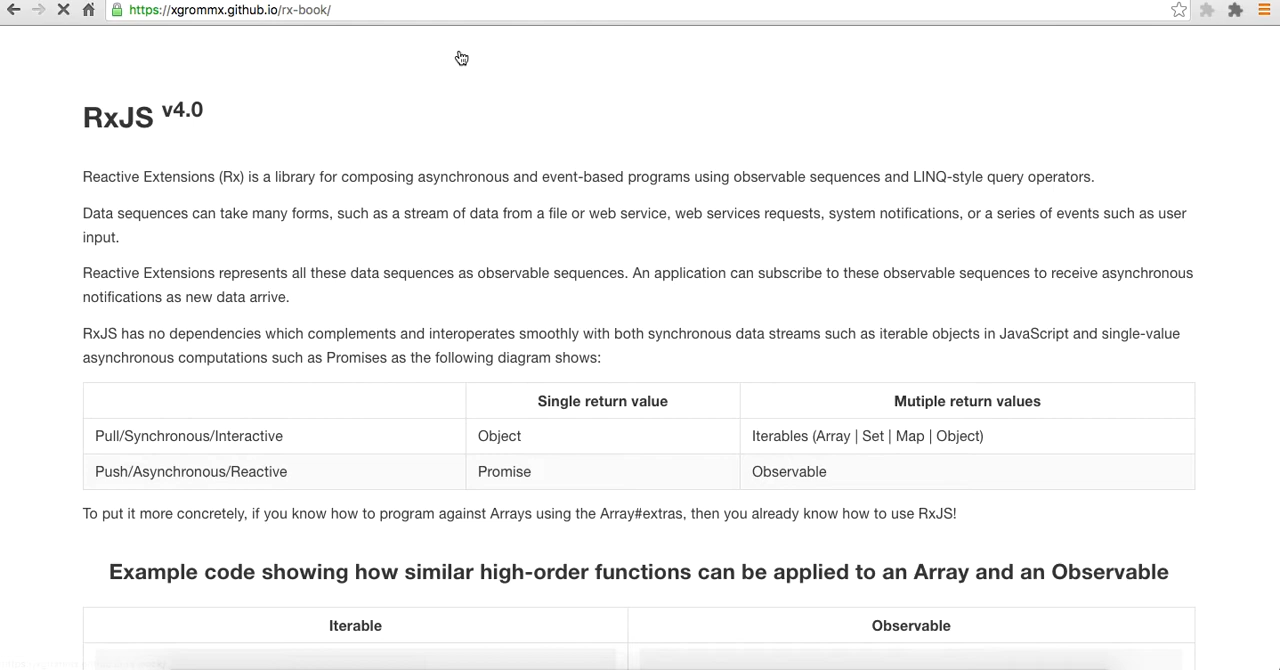 https://xgrommx.github.io/rx-book/
RxJS v4.0
Reactive Extensions (Rx) is a library for composing asynchronous and event-based programs using observable sequences and LINQ-style query operators.
Data sequences can take many forms, such as a stream of data from a file or web service, web services requests, system notifications, or a series of events such as user
input.
Reactive Extensions represents all these data sequences as observable sequences. An application can subscribe to these observable sequences to receive asynchronous
notifications as new data arrive.
RxJS has no dependencies which complements and interoperates smoothly with both synchronous data streams such as iterable objects in JavaScript and single-value
asynchronous computations such as Promises as the following diagram shows:
Single return value Mutiple return values
Pull/Synchronous/Interactive Object Iterables (Array | Set | Map | Object)
Push/Asynchronous/Reactive Promise Observable
To put it more concretely, if you know how to program against Arrays using the Array#extras, then you already know how to use RxJS!
Example code showing how similar high-order functions can be applied to an Array and an Observable
Iterable Observable